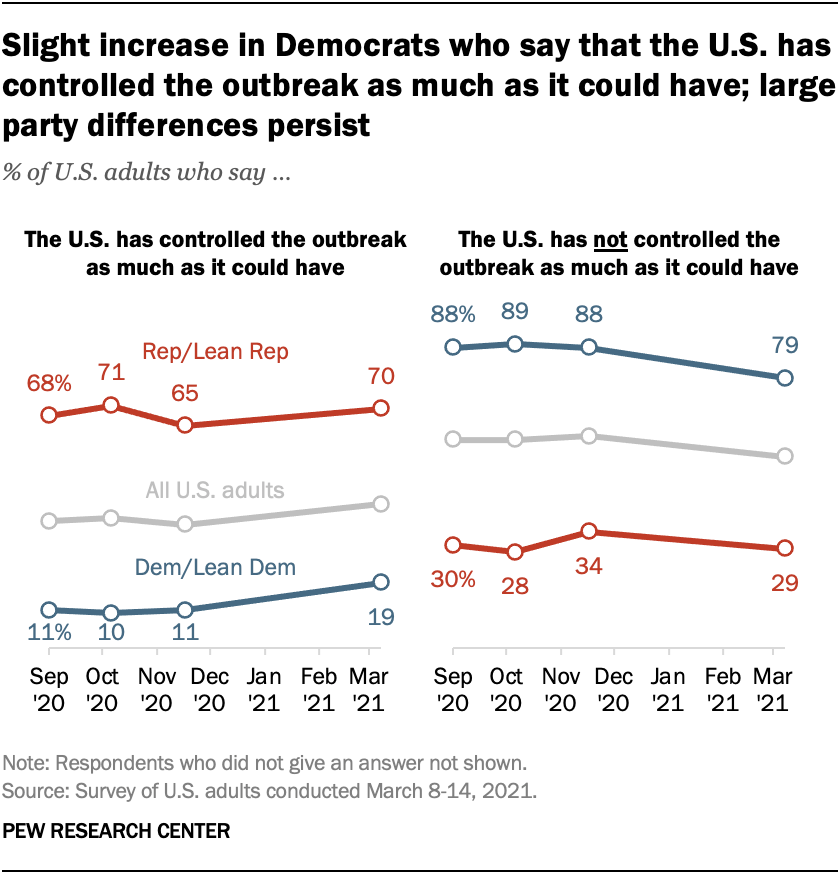 Slight increase in Democrats who say that the U.S. has
controlled the outbreak as much as it could have; large
party differences persist
% of U.S. adults who say ...
The U.S. has controlled the outbreak
as much as it could have
68%
71
65
70
Rep/Lean Rep
All U.S. adults
Dem/Lean Dem
11%
10
11
19
Sep
'20
Oct
'20
Nov
'20
Dec
'20
Jan
'21
Feb
'21
Mar
'21
The U.S. has not controlled the
outbreak as much as it could have
88%
89
88
79
30%
28
34
29
Sep
'20
Oct
'20
Nov
'20
Dec
'20
Jan
'21
Feb
'21
Mar
'21
Note: Respondents who did not give an answer not shown.
Source: Survey of U.S. adults conducted March 8-14, 2021.
PEW RESEARCH CENTER